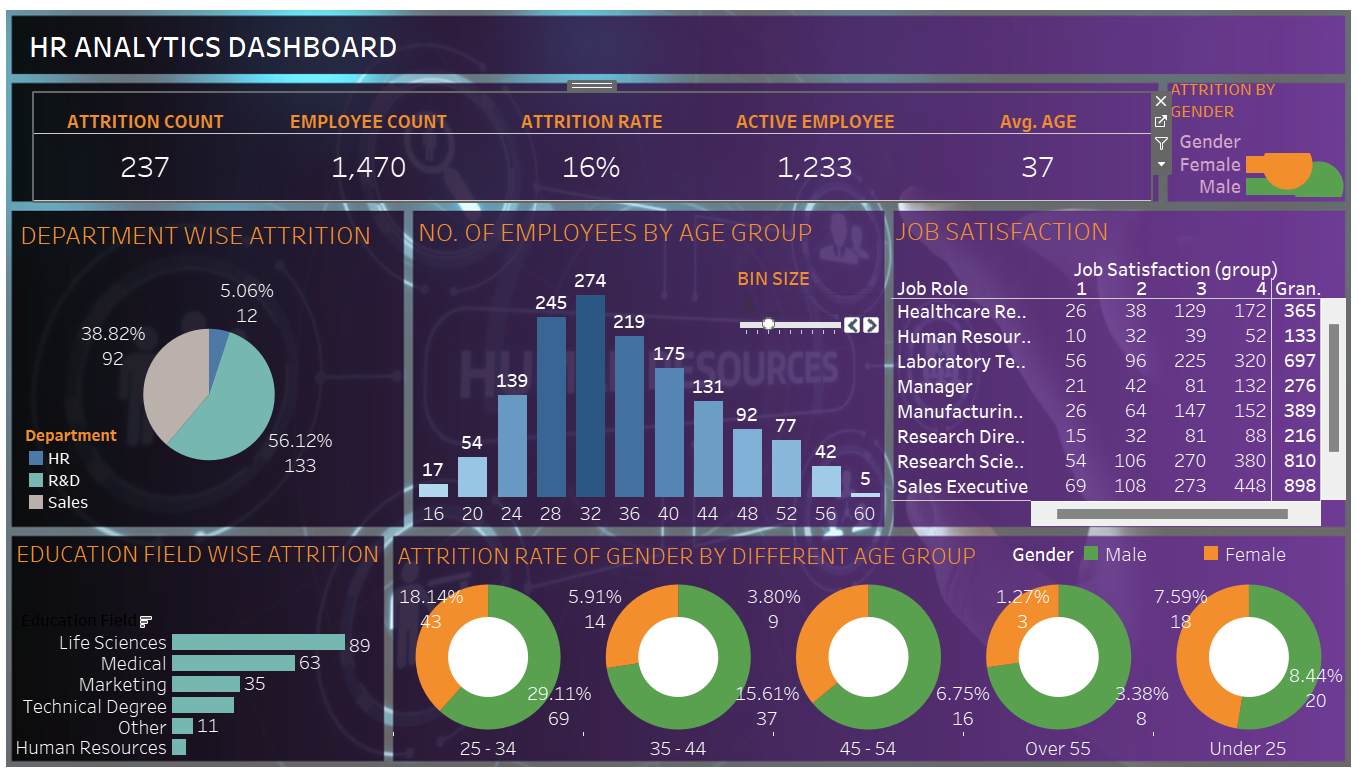 HR ANALYTICS DASHBOARD
ATTRITION COUNT EMPLOYEE COUNT ATTRITION RATE ACTIVE EMPLOYEE Avg. AGE
237 1,470 16% 1,233 37
ATTRITION BY
GENDER
Gender
Female
Male
DEPARTMENT WISE ATTRITION
5.06%
12
38.82%
92
56.12%
133
Department
HR
R&D
Sales
NO. OF EMPLOYEES BY AGE GROUP
BIN SIZE
17 54 139 245 274 219 175 131 92 77 42 5
16 20 24 28 32 36 40 44 48 52 56 60
JOB SATISFACTION
Job Satisfaction (group)
Job Role 1 2 3 4 Gran.
Healthcare Re.. 26 38 129 172 365
Human Resour.. 10 32 39 52 133
Laboratory Te.. 56 96 225 320 697
Manager 21 42 81 132 276
Manufacturin.. 26 64 147 152 389
Research Dire.. 15 32 81 88 216
Research Scie.. 54 106 270 380 810
Sales Executive 69 108 273 448 898
EDUCATION FIELD WISE ATTRITION
Education Field
Life Sciences 89
Medical 63
Marketing 35
Technical Degree
Other 11
Human Resources
ATTRITION RATE OF GENDER BY DIFFERENT AGE GROUP
Gender Male Female
18.14% 5.91% 3.80% 1.27% 7.59%
43 14 9 3 18
29.11% 15.61% 6.75% 3.38% 8.44%
69 37 16 8 20
25 - 34 35 - 44 45 - 54 Over 55 Under 25